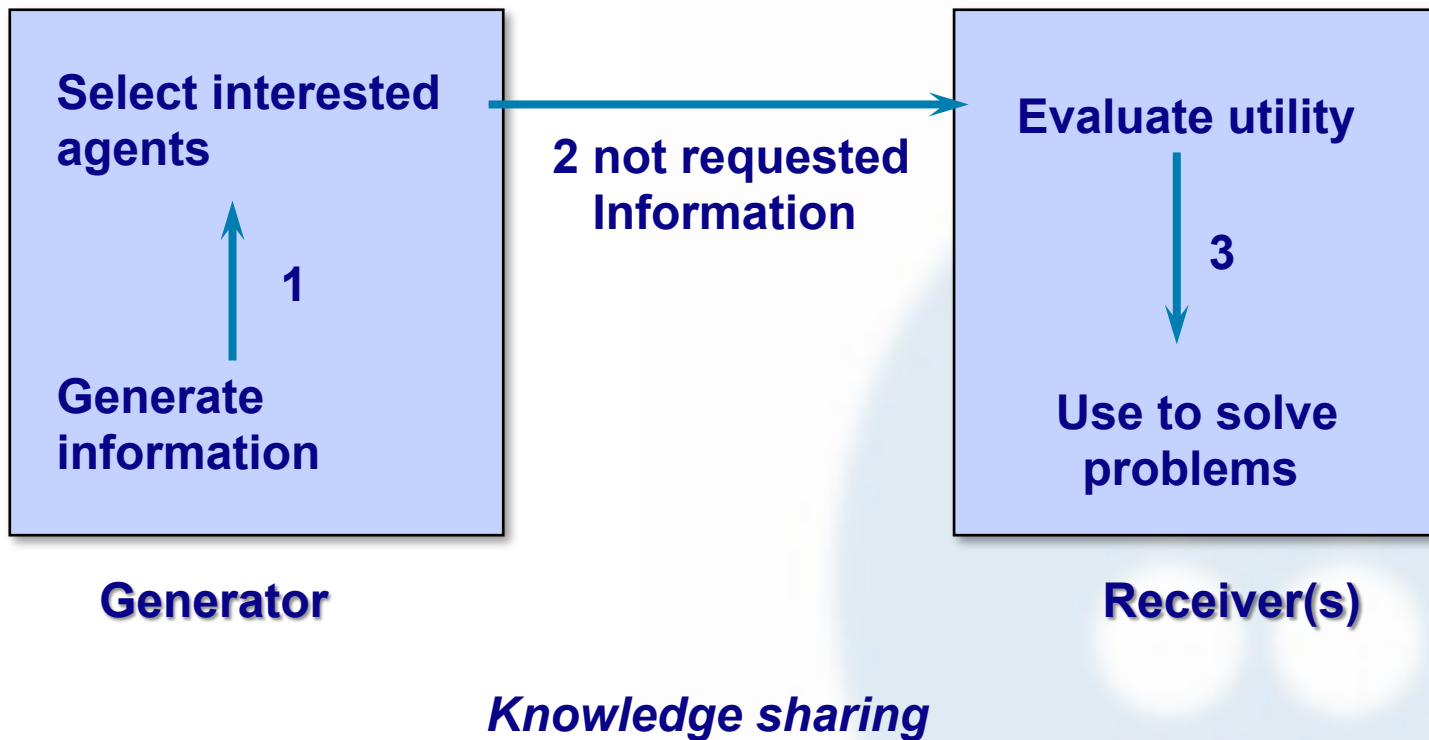 Select interested
agents
1
Generate
information
Generator
2 not requested
Information
Evaluate utility
3
Use to solve
problems
Receiver(s)
Knowledge sharing